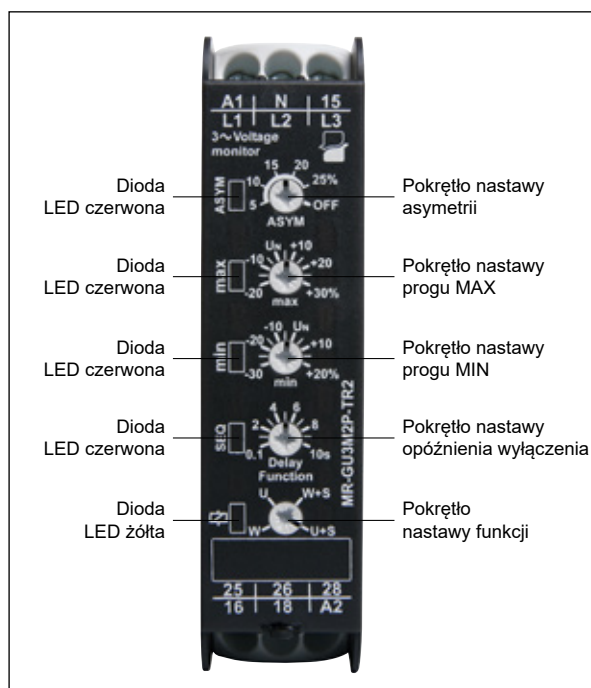 A1 N 15
L1 L2 L3
3~Voltage
monitor
Dioda
LED czerwona
ASYM
5 10 15 20 25% OFF
ASYM
Pokrętło nastawy
asymetrii
Dioda
LED czerwona
max
-20 -10 UN +10 +20 +30%
max
Pokrętło nastawy
progu MAX
Dioda
LED czerwona
min
-30 -20 -10 UN +10 +20%
min
Pokrętło nastawy
progu MIN
Dioda
LED czerwona
SEQ
0.1 2 4 6 8 10s
Delay
Function
Pokrętło nastawy
opóźnienia wyłączenia
MR-GU3M2P-TR2
Dioda
LED żółta
W U W+S U+S
Pokrętło
nastawy funkcji
25 26 28
16 18 A2